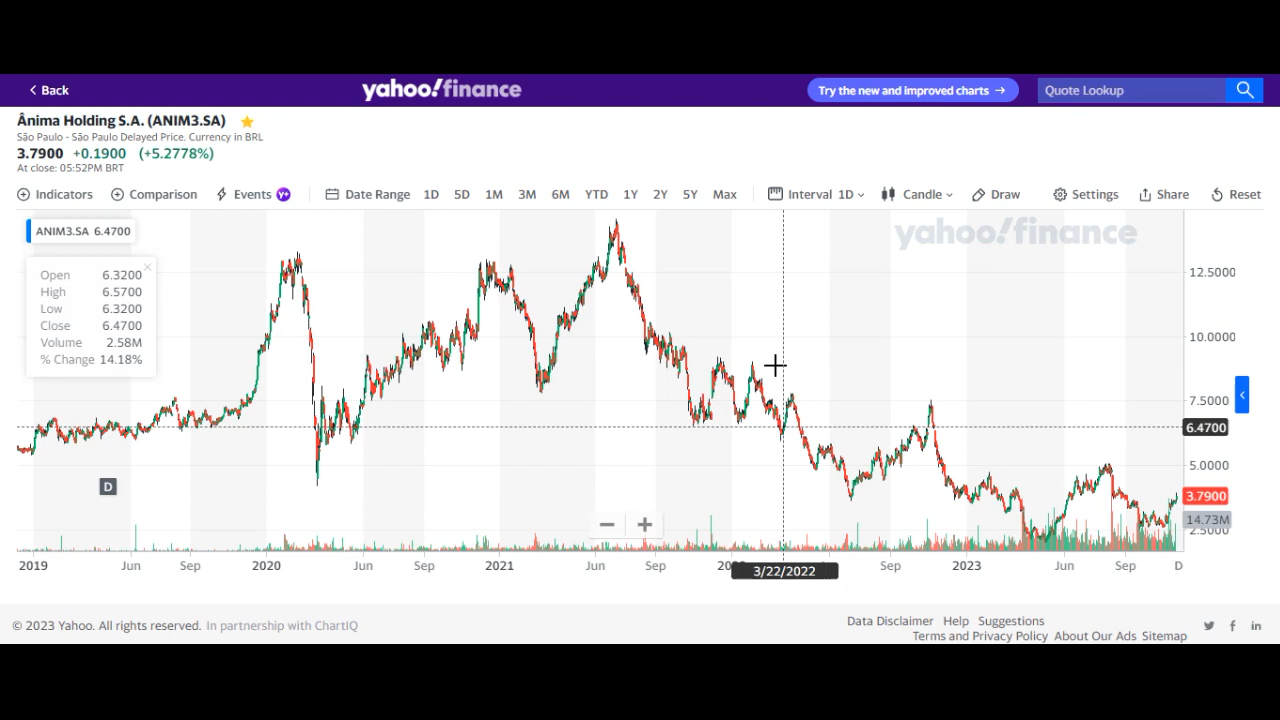 Back
yahoo!finance
Try the new and improved charts →
Quote Lookup
Ânima Holding S.A. (ANIM3.SA)
São Paulo - São Paulo Delayed Price. Currency in BRL
3.7900 +0.1900 (+5.2778%)
At close: 05:52PM BRT
Indicators Comparison Events Y+ Date Range 1D 5D 1M 3M 6M YTD 1Y 2Y 5Y Max Interval 1D Candle Draw Settings Share Reset
ANIM3.SA 6.4700
yahoo!finance
Open 6.3200
High 6.5700
Low 6.3200
Close 6.4700
Volume 2.58M
% Change 14.18%
12.5000
10.0000
7.5000
6.4700
5.0000
3.7900
14.73M
2.5000
D
2019 Jun Sep 2020 Jun Sep 2021 Jun Sep Sep 2023 Jun Sep D
3/22/2022
© 2023 Yahoo. All rights reserved. In partnership with ChartIQ
Data Disclaimer Help Suggestions
Terms and Privacy Policy About Our Ads Sitemap